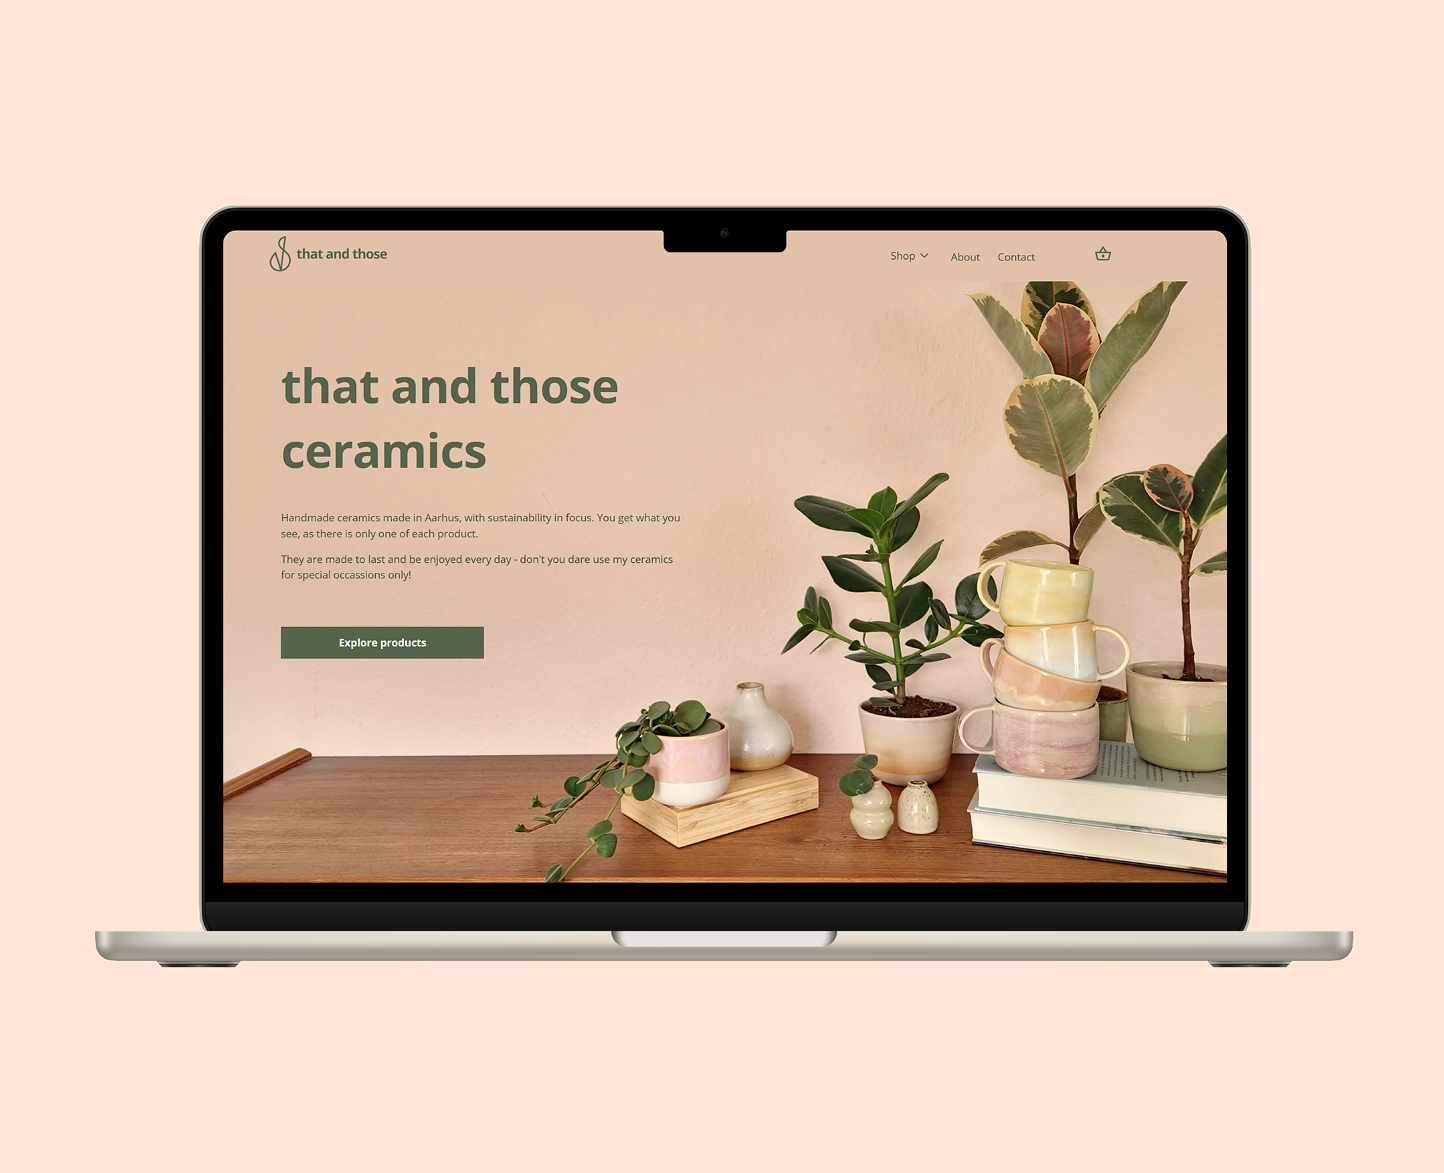 that and those
Shop
About
Contact
that and those
ceramics
Handmade ceramics made in Aarhus, with sustainability in focus. You get what you
see, as there is only one of each product.
They are made to last and be enjoyed every day - don't you dare use my ceramics
for special occassions only!
Explore products